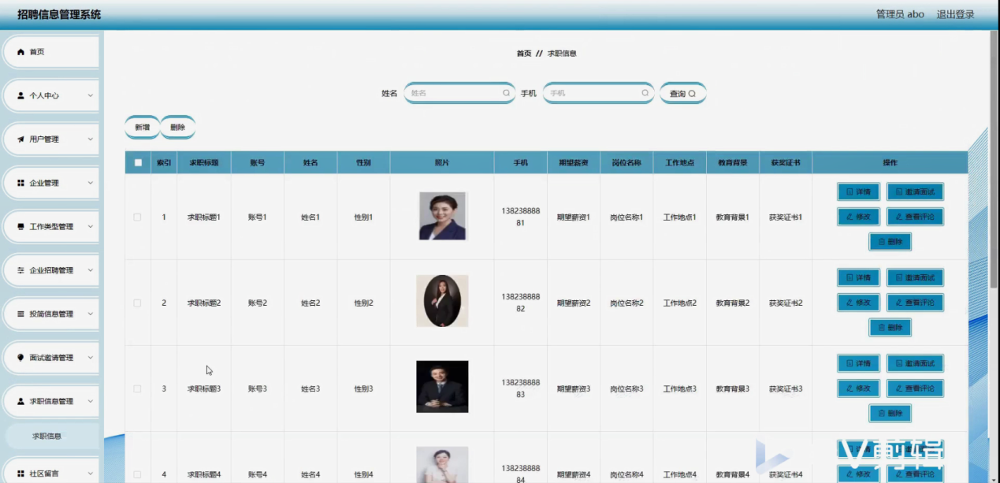 招聘信息管理系统
管理员 abo 退出登录
首页
个人中心
用户管理
企业管理
工作类型管理
企业招聘管理
投简信息管理
面试邀请管理
求职信息管理
求职信息
社区留言
首页 // 求职信息
姓名 姓名 手机 手机 查询
新增 删除
索引 求职标题 账号 姓名 性别 照片 手机 期望薪资 岗位名称 工作地点 教育背景 获奖证书 操作
1 求职标题1 账号1 姓名1 性别1 13823888881 期望薪资1 岗位名称1 工作地点1 教育背景1 获奖证书1
详情 邀请面试
修改 查看评论
删除
2 求职标题2 账号2 姓名2 性别2 13823888882 期望薪资2 岗位名称2 工作地点2 教育背景2 获奖证书2
详情 邀请面试
修改 查看评论
删除
3 求职标题3 账号3 姓名3 性别3 13823888883 期望薪资3 岗位名称3 工作地点3 教育背景3 获奖证书3
详情 邀请面试
修改 查看评论
删除
4 求职标题4 账号4 姓名4 性别4 13823888884 期望薪资4 岗位名称4 工作地点4 教育背景4 获奖证书4
修改 查看评论
V剪辑